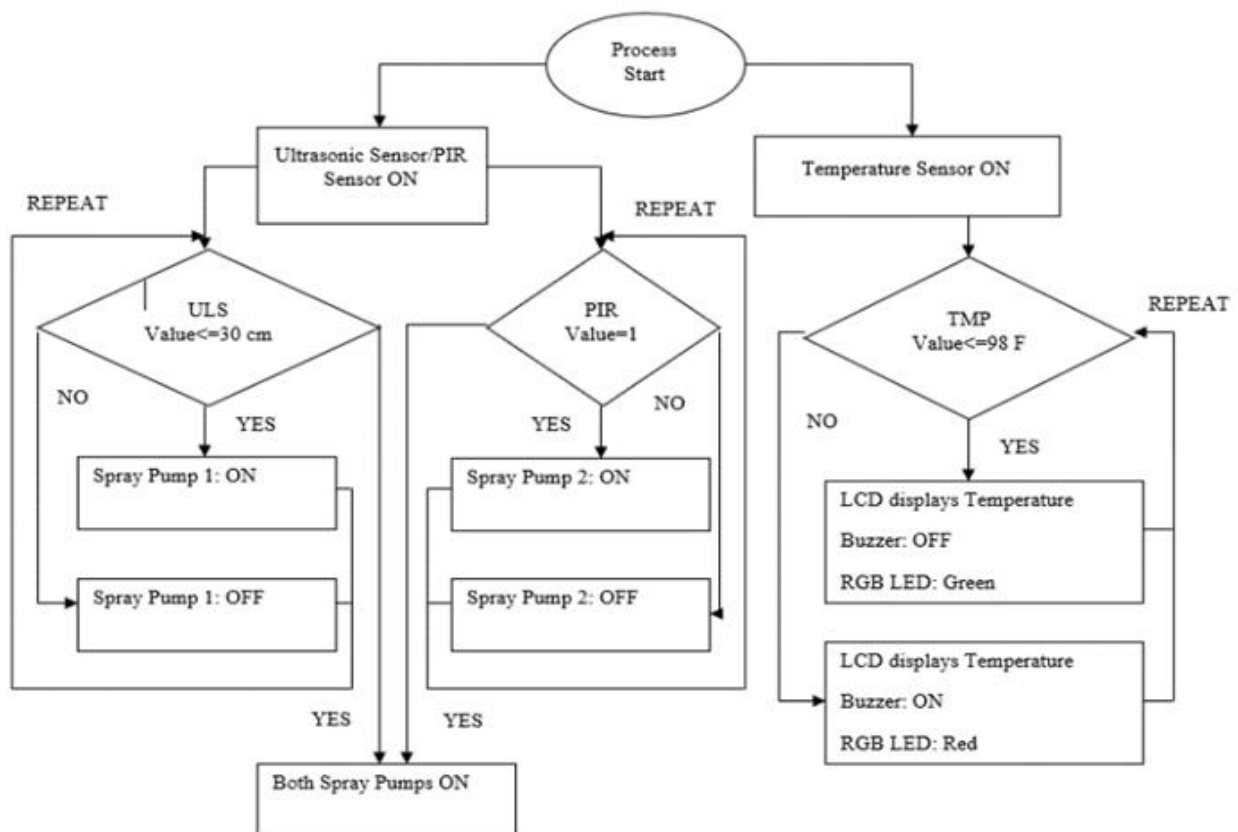 Process
Start
Ultrasonic Sensor/PIR
Sensor ON
Temperature Sensor ON
REPEAT
REPEAT
REPEAT
ULS
Value<=30 cm
PIR
Value=1
TMP
Value<=98 F
NO
YES
YES
NO
NO
YES
Spray Pump 1: ON
Spray Pump 2: ON
LCD displays Temperature
Buzzer: OFF
RGB LED: Green
Spray Pump 1: OFF
Spray Pump 2: OFF
LCD displays Temperature
Buzzer: ON
RGB LED: Red
YES
YES
Both Spray Pumps ON